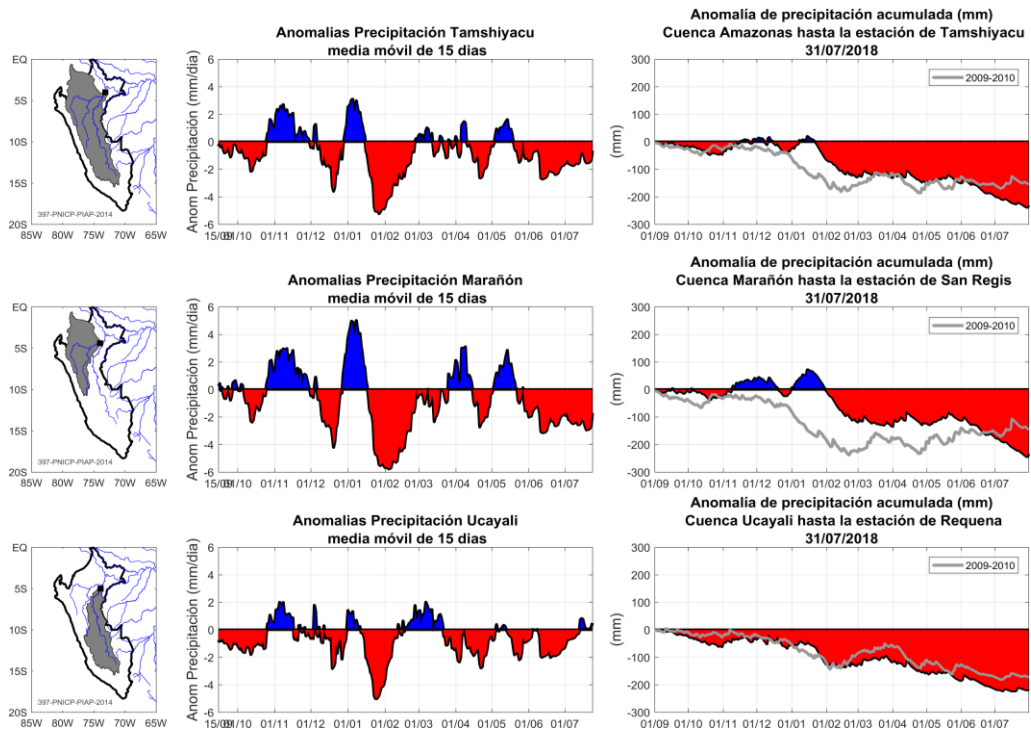 Anomalias Precipitación Tamshiyacu
media móvil de 15 dias
Anomalía de precipitación acumulada (mm)
Cuenca Amazonas hasta la estación de Tamshiyacu
31/07/2018
EQ
5S
10S
15S
20S
85W 80W 75W 70W 65W
397-PNICP-PIAP-2014
Anom Precipitación (mm/dia)
6
4
2
0
-2
-4
-6
15/09 01/10 01/11 01/12 01/01 01/02 01/03 01/04 01/05 01/06 01/07
(mm)
300
200
100
0
-100
-200
-300
2009-2010
01/09 01/10 01/11 01/12 01/01 01/02 01/03 01/04 01/05 01/06 01/07
Anomalias Precipitación Marañón
media móvil de 15 dias
Anomalía de precipitación acumulada (mm)
Cuenca Marañón hasta la estación de San Regis
31/07/2018
EQ
5S
10S
15S
20S
85W 80W 75W 70W 65W
397-PNICP-PIAP-2014
Anom Precipitación (mm/dia)
6
4
2
0
-2
-4
-6
15/09 01/10 01/11 01/12 01/01 01/02 01/03 01/04 01/05 01/06 01/07
(mm)
300
200
100
0
-100
-200
-300
2009-2010
01/09 01/10 01/11 01/12 01/01 01/02 01/03 01/04 01/05 01/06 01/07
Anomalias Precipitación Ucayali
media móvil de 15 dias
Anomalía de precipitación acumulada (mm)
Cuenca Ucayali hasta la estación de Requena
31/07/2018
EQ
5S
10S
15S
20S
85W 80W 75W 70W 65W
397-PNICP-PIAP-2014
Anom Precipitación (mm/dia)
6
4
2
0
-2
-4
-6
15/09 01/10 01/11 01/12 01/01 01/02 01/03 01/04 01/05 01/06 01/07
(mm)
300
200
100
0
-100
-200
-300
2009-2010
01/09 01/10 01/11 01/12 01/01 01/02 01/03 01/04 01/05 01/06 01/07